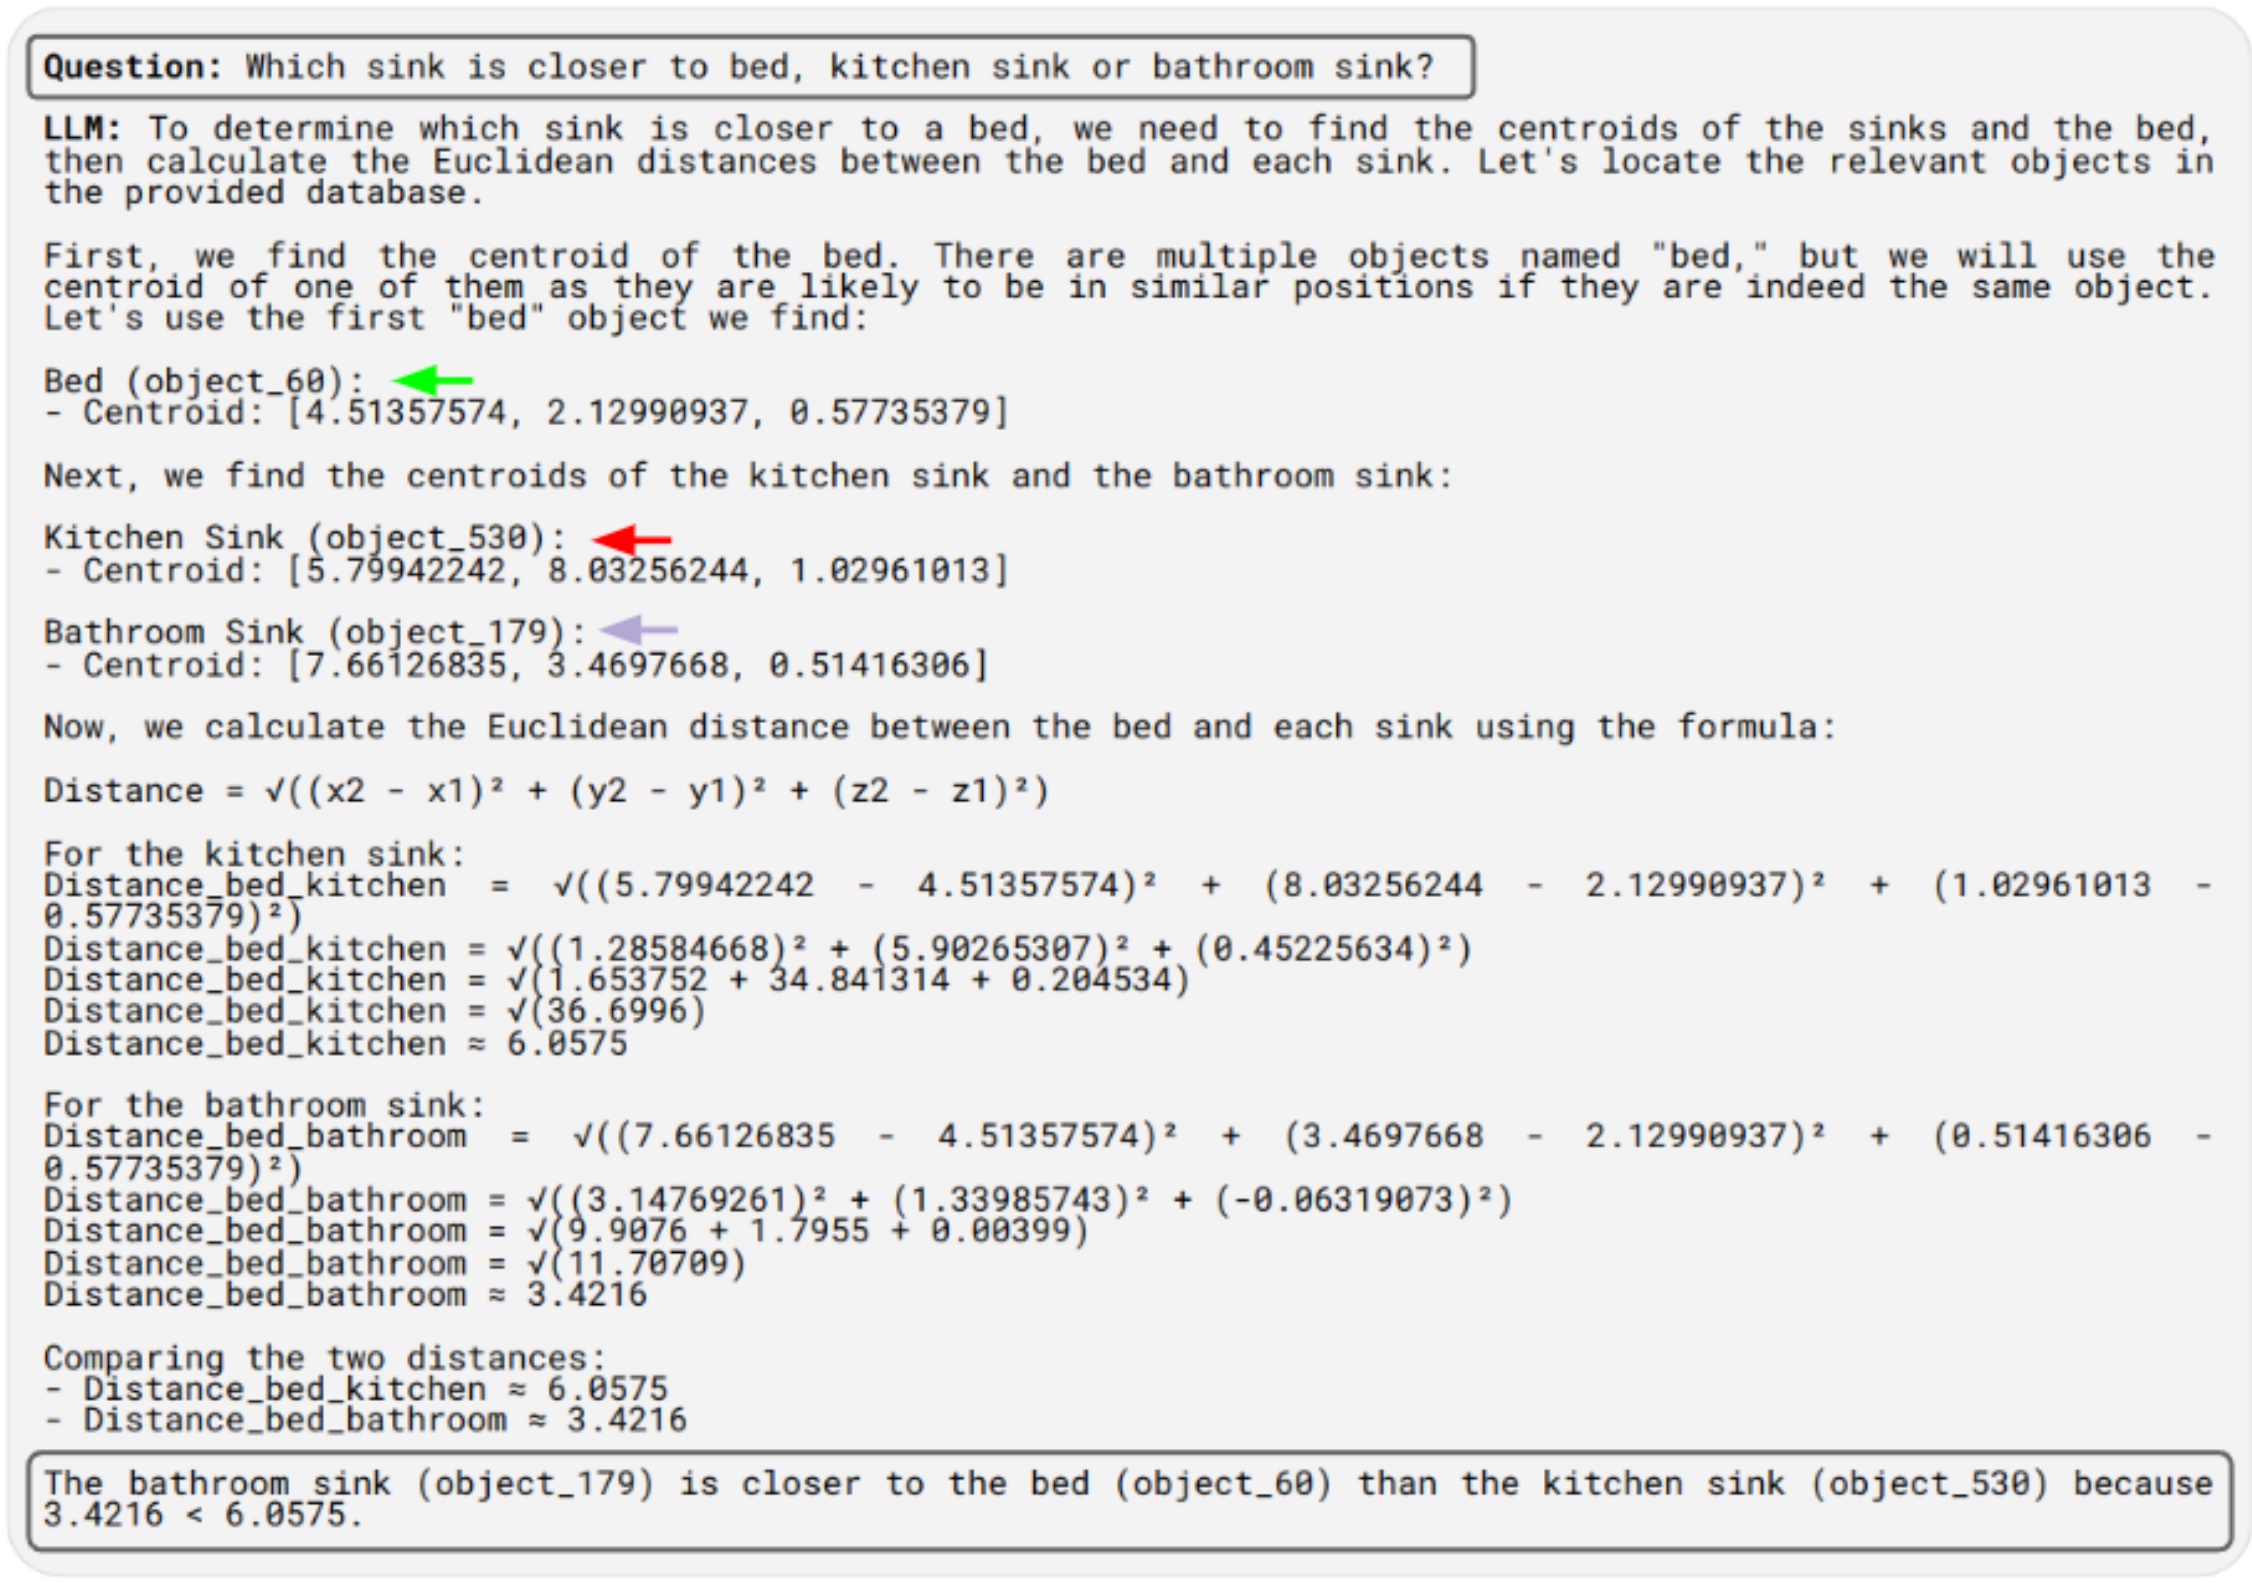 Question: Which sink is closer to bed, kitchen sink or bathroom sink?
LLM: To determine which sink is closer to a bed, we need to find the centroids of the sinks and the bed,
then calculate the Euclidean distances between the bed and each sink. Let's locate the relevant objects in
the provided database.
First, we find the centroid of the bed. There are multiple objects named "bed," but we will use the
centroid of one of them as they are likely to be in similar positions if they are indeed the same object.
Let's use the first "bed" object we find:
Bed (object_60):
- Centroid: [4.51357574, 2.12990937, 0.57735379]
Next, we find the centroids of the kitchen sink and the bathroom sink:
Kitchen Sink (object_530):
- Centroid: [5.79942242, 8.03256244, 1.02961013]
Bathroom Sink (object_179):
- Centroid: [7.66126835, 3.4697668, 0.51416306]
Now, we calculate the Euclidean distance between the bed and each sink using the formula:
Distance = √((x2 - x1)² + (y2 - y1)² + (z2 - z1)²)
For the kitchen sink:
Distance_bed_kitchen = √((5.79942242 - 4.51357574)² + (8.03256244 - 2.12990937)² + (1.02961013 -
0.57735379)²)
Distance_bed_kitchen = √((1.28584668)² + (5.90265307)² + (0.45225634)²)
Distance_bed_kitchen = √(1.653752 + 34.841314 + 0.204534)
Distance_bed_kitchen = √(36.6996)
Distance_bed_kitchen ≈ 6.0575
For the bathroom sink:
Distance_bed_bathroom = √((7.66126835 - 4.51357574)² + (3.4697668 - 2.12990937)² + (0.51416306 -
0.57735379)²)
Distance_bed_bathroom = √((3.14769261)² + (1.33985743)² + (-0.06319073)²)
Distance_bed_bathroom = √(9.9076 + 1.7955 + 0.00399)
Distance_bed_bathroom = √(11.70709)
Distance_bed_bathroom ≈ 3.4216
Comparing the two distances:
- Distance_bed_kitchen ≈ 6.0575
- Distance_bed_bathroom ≈ 3.4216
The bathroom sink (object_179) is closer to the bed (object_60) than the kitchen sink (object_530) because
3.4216 < 6.0575.